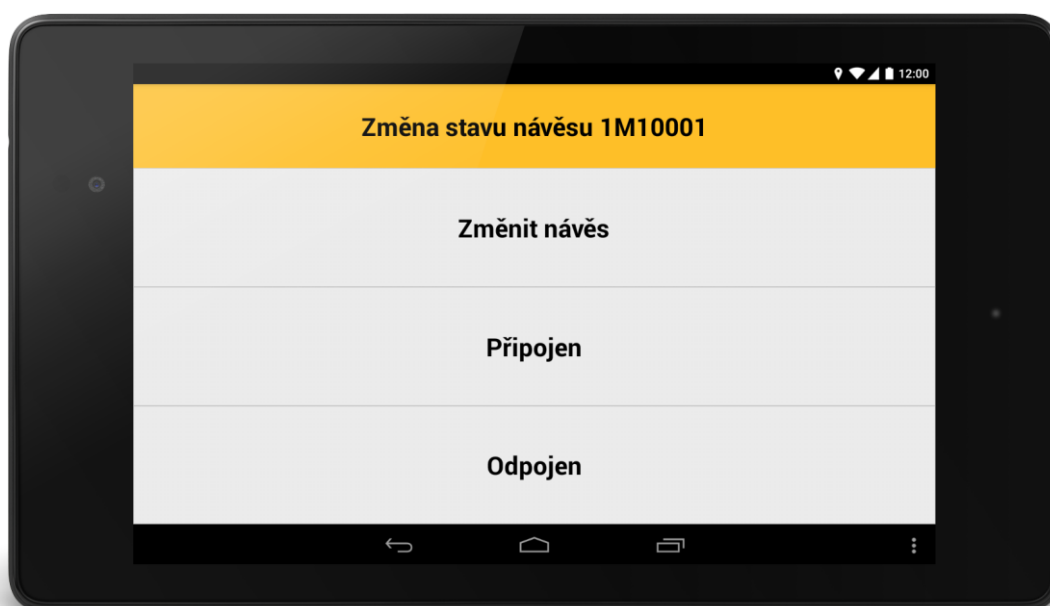 12:00
Změna stavu návěsu 1M10001
Změnit návěs
Připojen
Odpojen